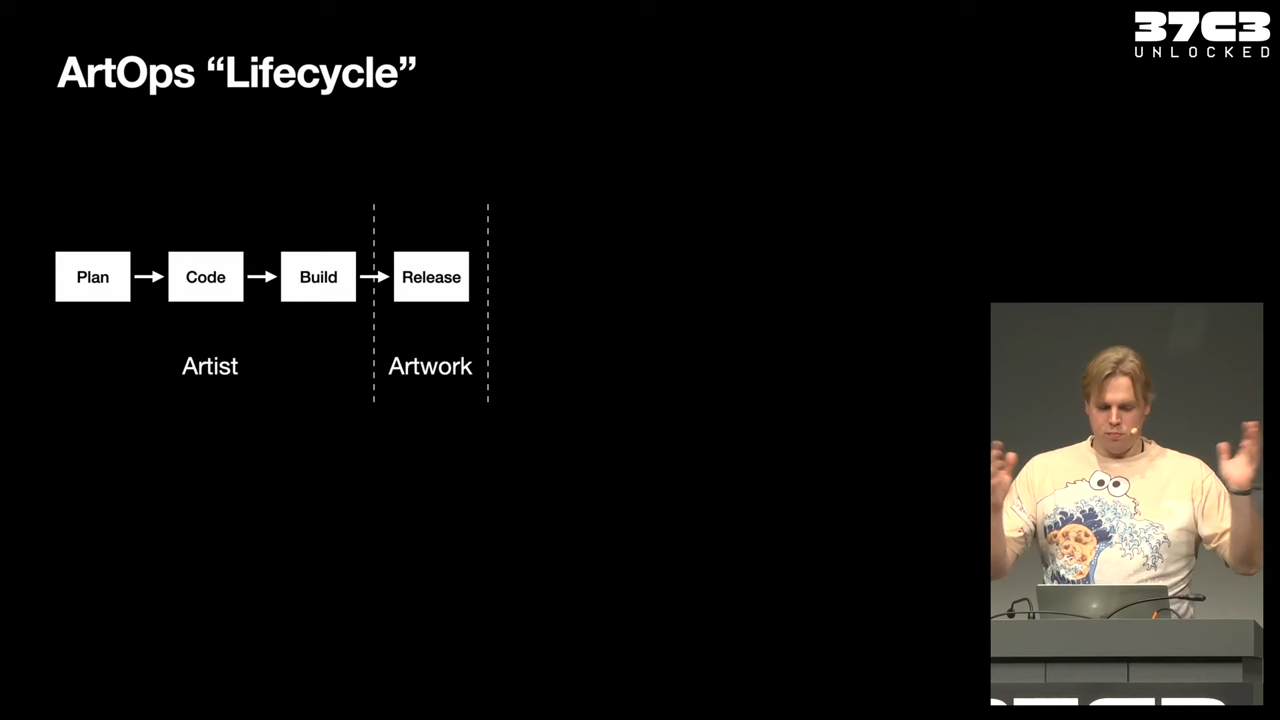 37C3
UNLOCKED
ArtOps “Lifecycle”
Plan
Code
Build
Release
Artist
Artwork